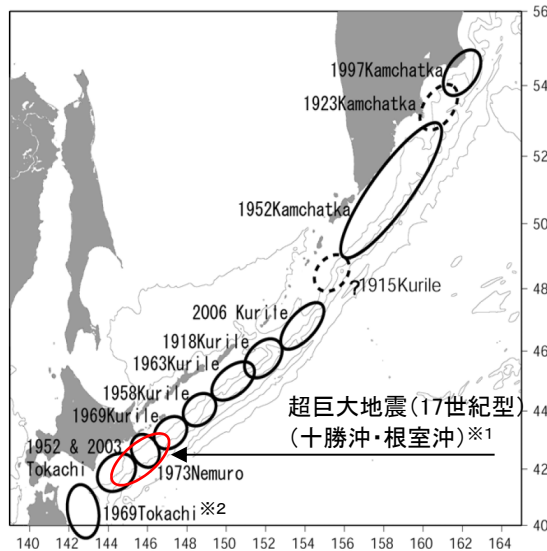 56
54
52
50
48
46
44
42
40
1997Kamchatka
1923Kamchatka
1952Kamchatka
?1915Kurile
2006 Kurile
1918Kurile
1963Kurile
1958Kurile
1969Kurile
1952 & 2003
Tokachi
1973Nemuro
1969Tokachi※2
超巨大地震(17世紀型)
(十勝沖・根室沖)※1
140 142 144 146 148 150 152 154 156 158 160 162 164